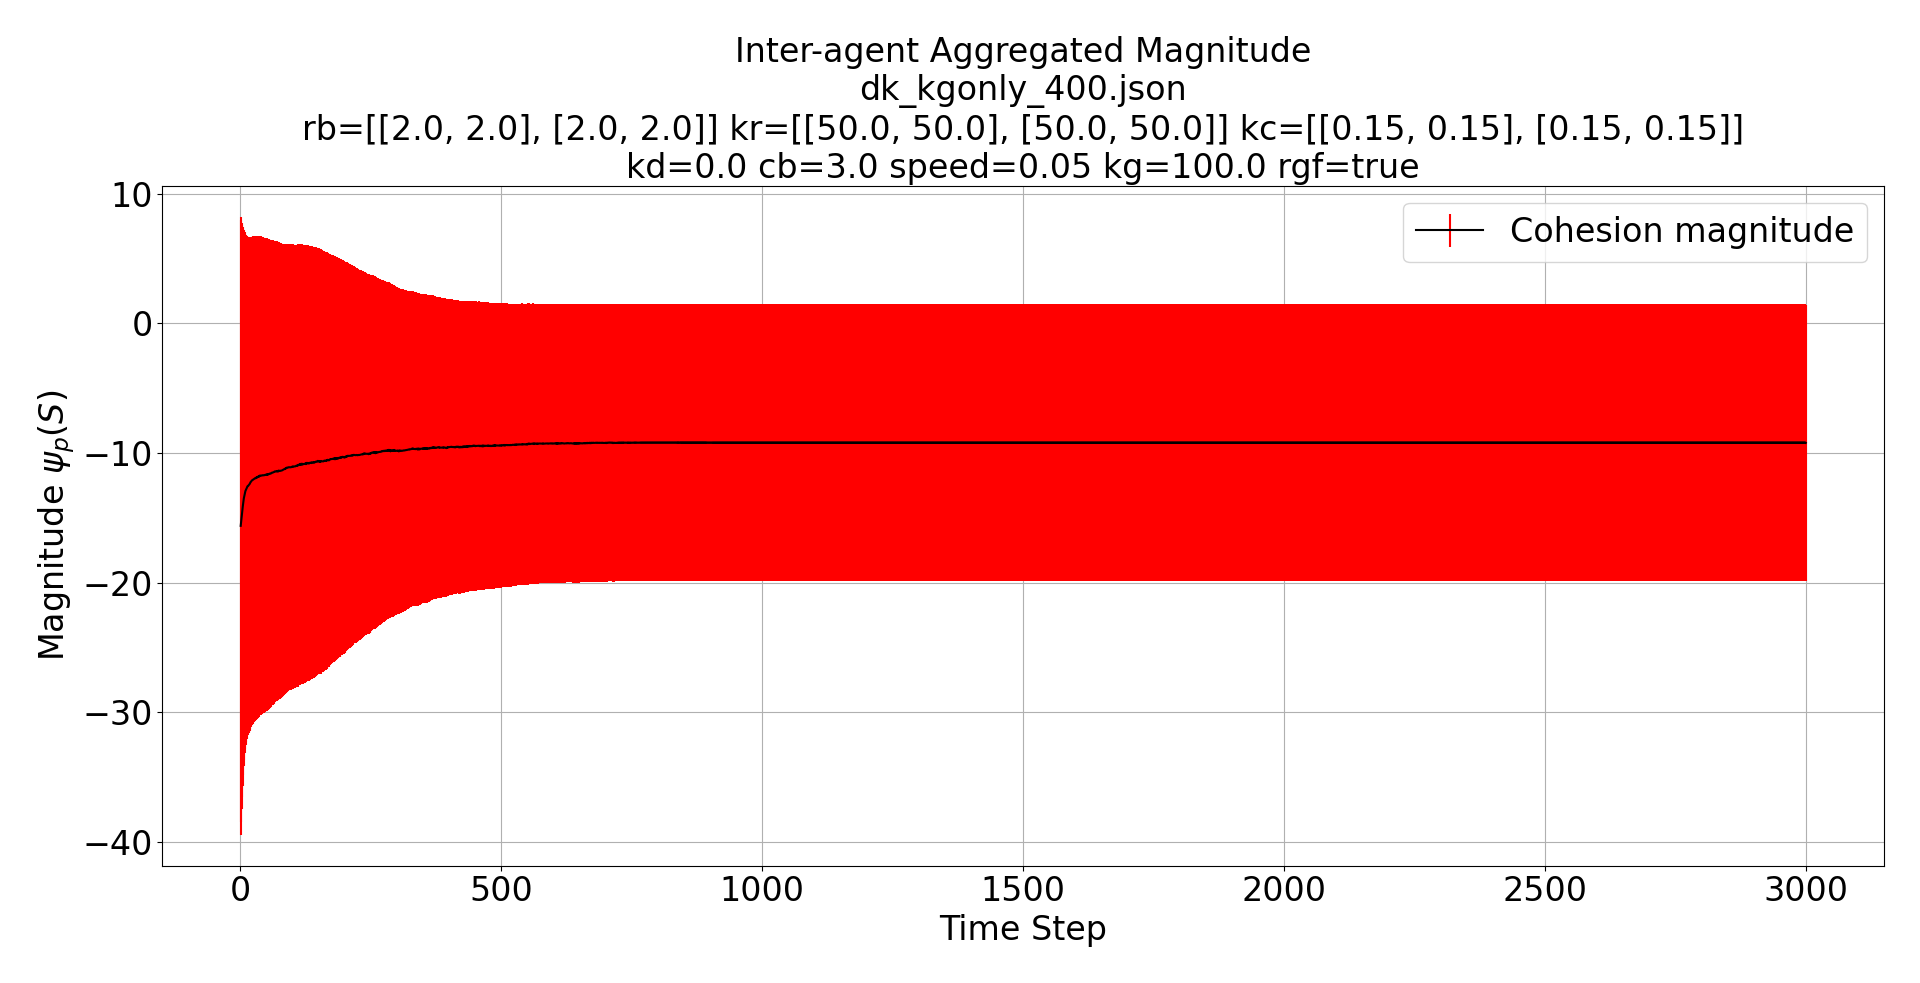 Inter-agent Aggregated Magnitude
dk_kgonly_400.json
rb=[[2.0, 2.0], [2.0, 2.0]] kr=[[50.0, 50.0], [50.0, 50.0]] kc=[[0.15, 0.15], [0.15, 0.15]]
kd=0.0 cb=3.0 speed=0.05 kg=100.0 rgf=true
Cohesion magnitude
Magnitude ψp(S)
10
0
−10
−20
−30
−40
0 500 1000 1500 2000 2500 3000
Time Step